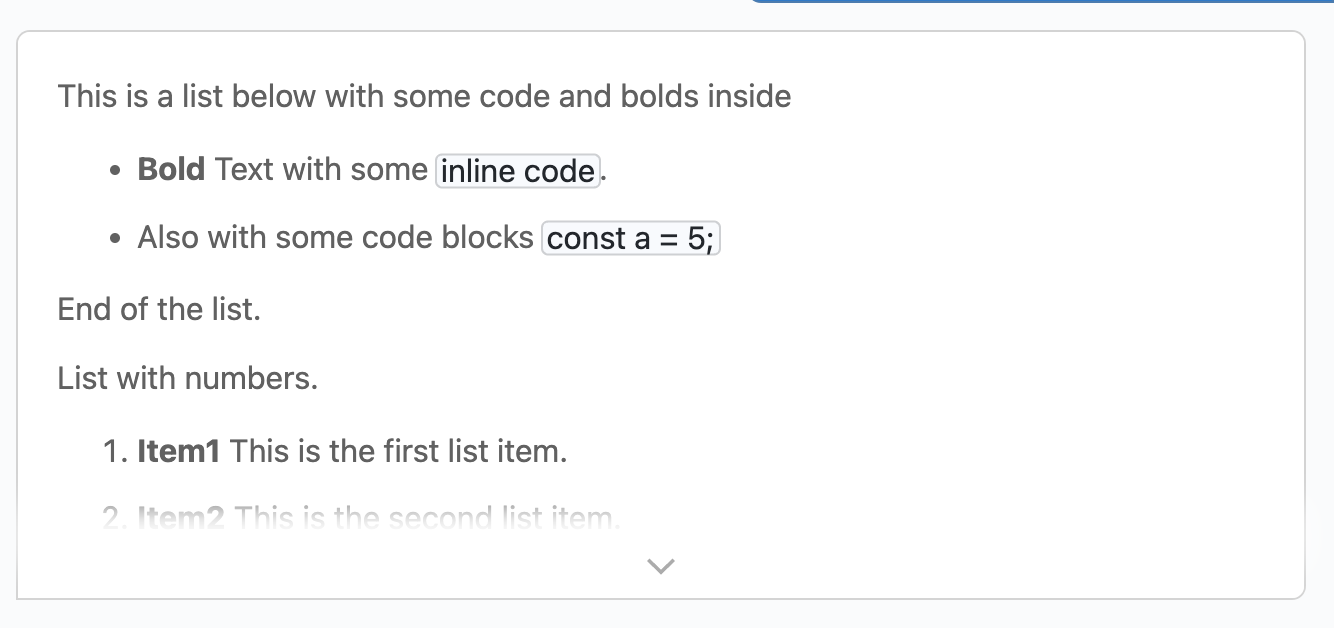 This is a list below with some code and bolds inside
• Bold Text with some inline code.
• Also with some code blocks const a = 5;
End of the list.
List with numbers.
1. Item1 This is the first list item.
2. Item2 This is the second list item.